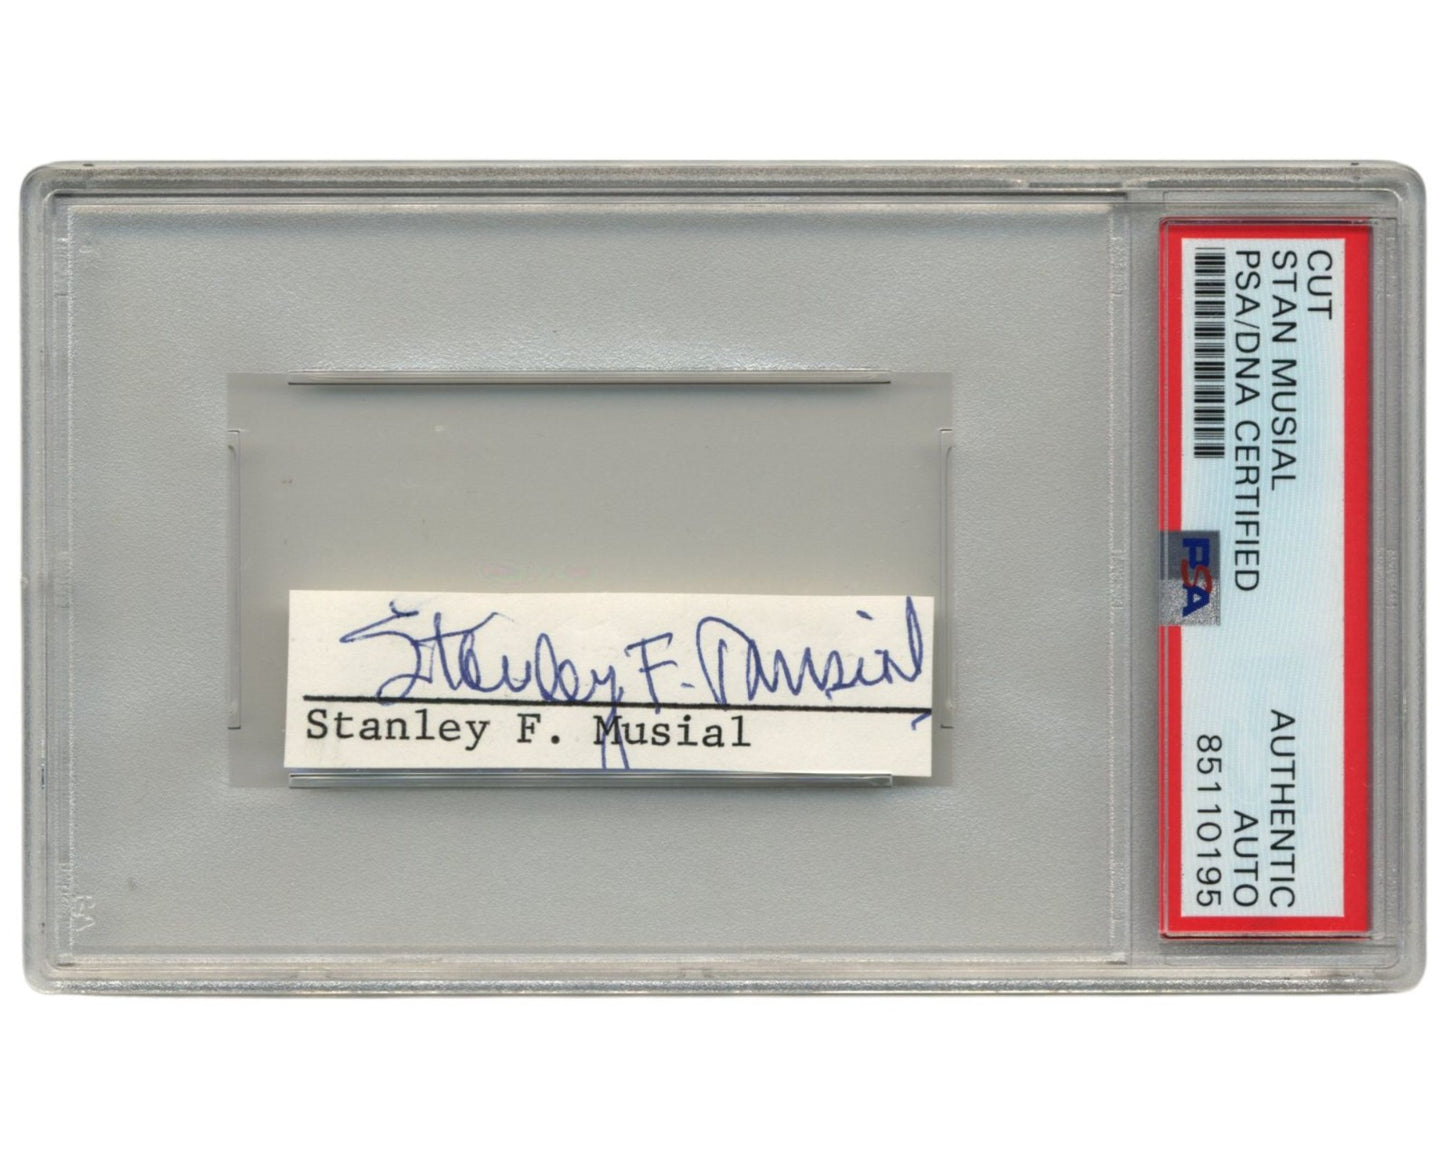 Stanley F. Musial
Stanley F. Musial
CUT
STAN MUSIAL
PSA/DNA CERTIFIED
AUTHENTIC
AUTO
85110195
PSA